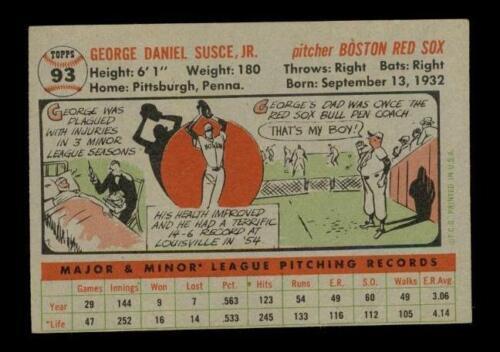 TOPPS
93
GEORGE DANIEL SUSCE, JR.
pitcher BOSTON RED SOX
Height: 6' 1" Weight: 180
Throws: Right Bats: Right
Home: Pittsburgh, Penna.
Born: September 13, 1932
GEORGE WAS
PLAGUED
WITH INJURIES
IN 3 MINOR
LEAGUE SEASONS
HIS HEALTH IMPROVED
AND HE HAD A TERRIFIC
14-6 RECORD AT
LOUISVILLE IN '54.
GEORGE'S DAD WAS ONCE THE
RED SOX BULL PEN COACH
THAT'S MY BOY!
T.C.G. PRINTED IN U.S.A.
MAJOR & MINOR* LEAGUE PITCHING RECORDS
Games Innings Won Lost Pct. Hits Runs E.R. S.O. Walks E.R.Avg.
Year 29 144 9 7 .563 123 54 49 60 49 3.06
*Life 47 252 16 14 .533 245 134 116 120 105 4.14